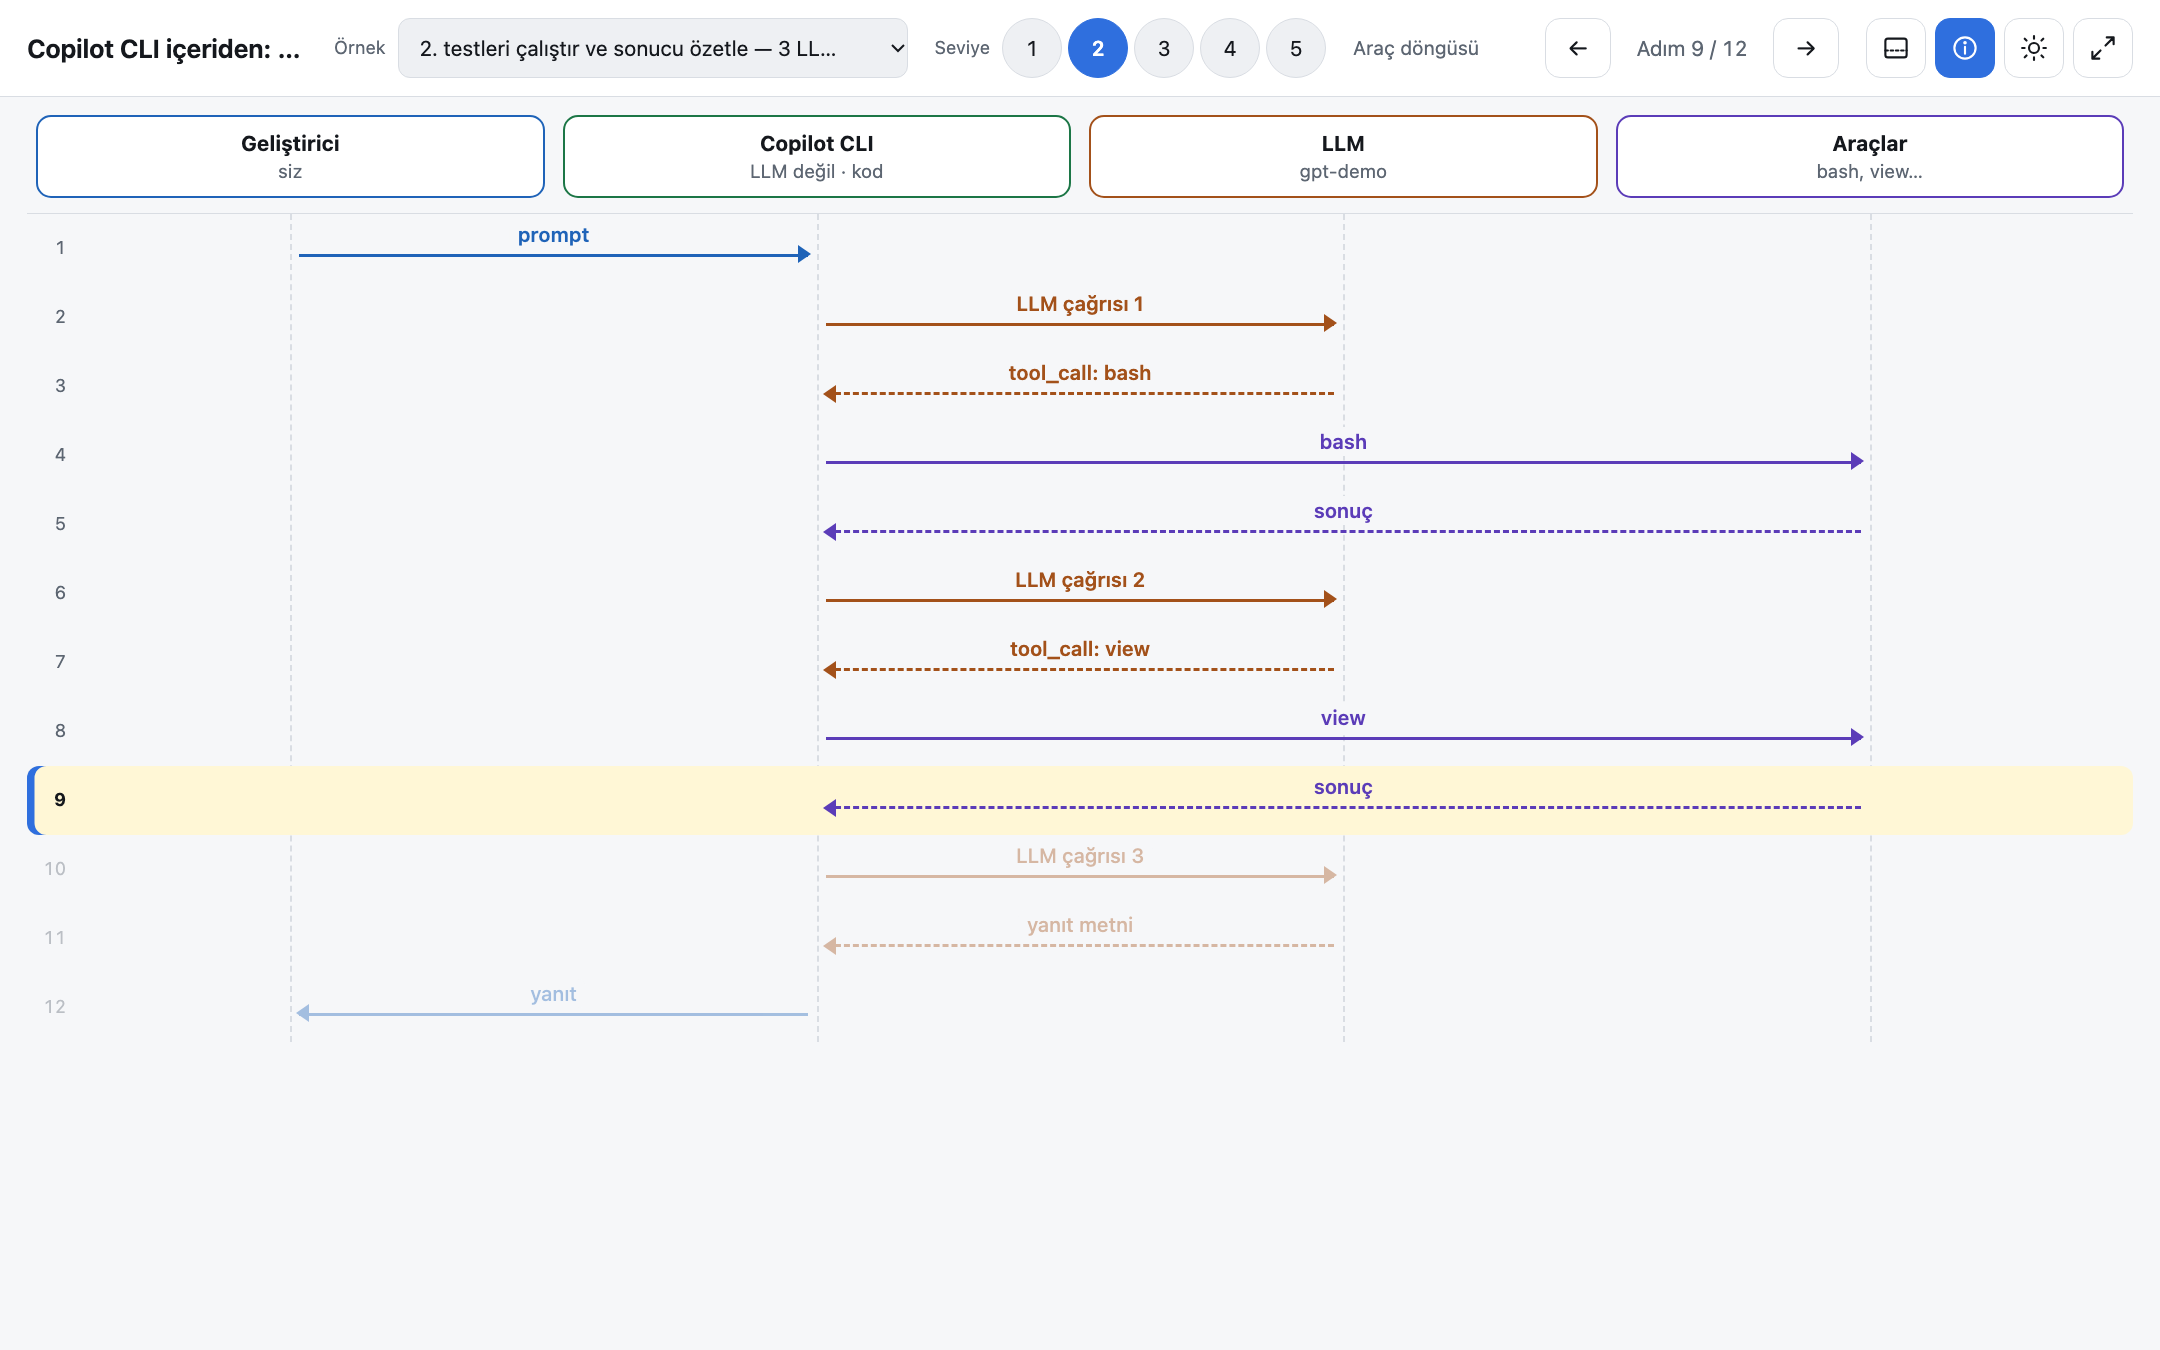 Copilot CLI içeriden: ...
Örnek
2. testleri çalıştır ve sonucu özetle — 3 LL...
Seviye
1
2
3
4
5
Araç döngüsü
Adım 9 / 12
Geliştirici
siz
Copilot CLI
LLM değil · kod
LLM
gpt-demo
Araçlar
bash, view...
1
prompt
2
LLM çağrısı 1
3
tool_call: bash
4
bash
5
sonuç
6
LLM çağrısı 2
7
tool_call: view
8
view
9
sonuç
10
LLM çağrısı 3
11
yanıt metni
12
yanıt